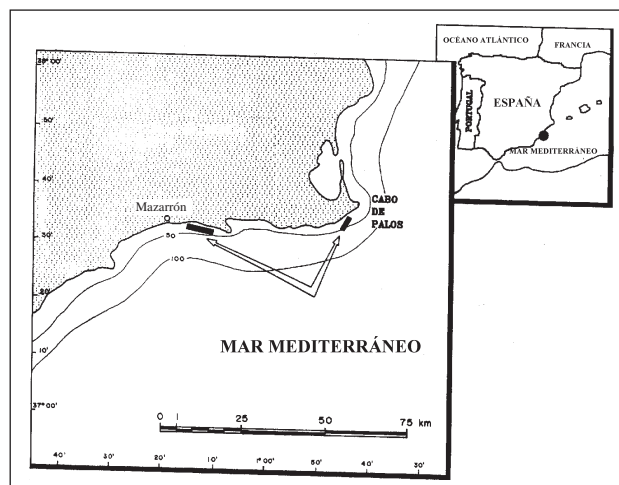 OCÉANO ATLÁNTICO
FRANCIA
PORTUGAL
ESPAÑA
MAR MEDITERRÁNEO
38° 00'
50'
40'
30'
20'
10'
37° 00'
Mazarrón
CABO
DE
PALOS
50
100
MAR MEDITERRÁNEO
0 1 25 50 75 km
40' 20' 10' 1° 00' 50' 40' 30'